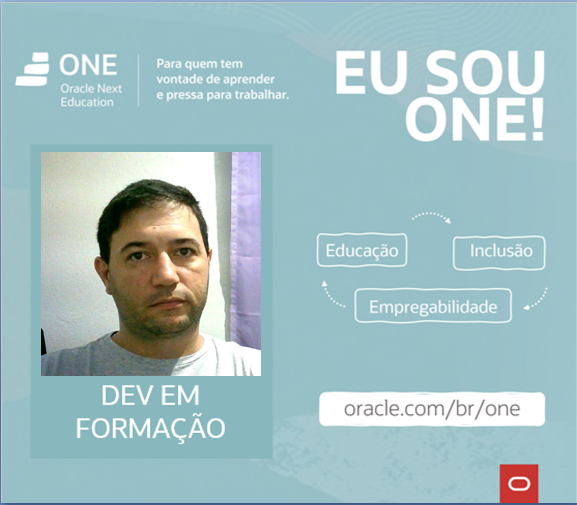 ONE
Oracle Next
Education
Para quem tem
vontade de aprender
e pressa para trabalhar.
EU SOU
ONE!
Educação
Inclusão
Empregabilidade
DEV EM
FORMAÇÃO
oracle.com/br/one